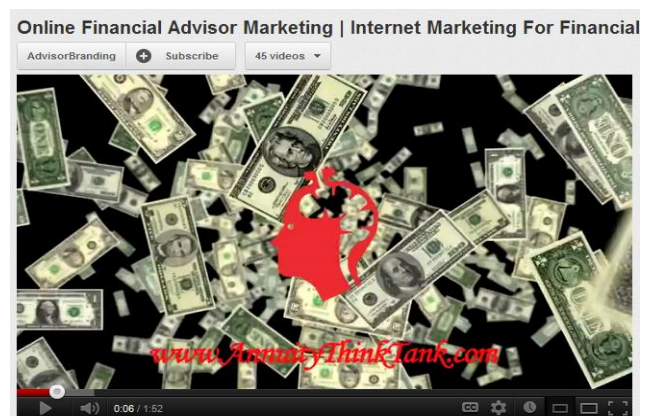 Online Financial Advisor Marketing | Internet Marketing For Financial
AdvisorBranding Subscribe 45 videos
www.AnnuityThinkTank.com
0:06 / 1:52
CC